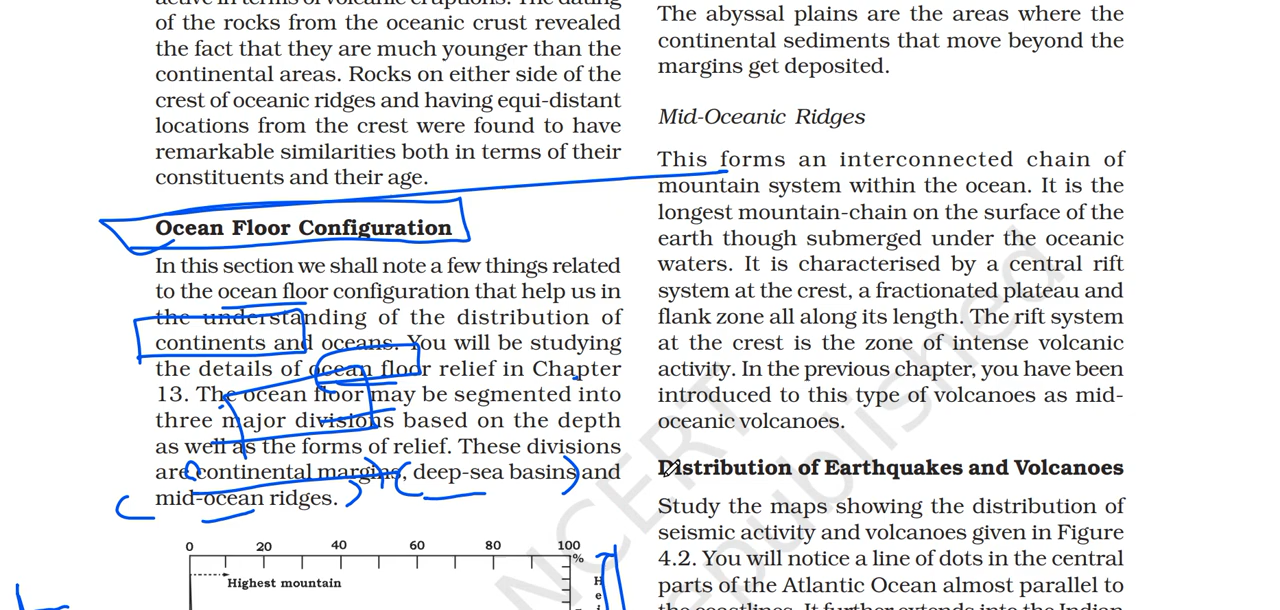 of the rocks from the oceanic crust revealed
the fact that they are much younger than the
continental areas. Rocks on either side of the
crest of oceanic ridges and having equi-distant
locations from the crest were found to have
remarkable similarities both in terms of their
constituents and their age.
Ocean Floor Configuration
In this section we shall note a few things related
to the ocean floor configuration that help us in
the understanding of the distribution of
continents and oceans. You will be studying
the details of ocean floor relief in Chapter
13. The ocean floor may be segmented into
three major divisions based on the depth
as well as the forms of relief. These divisions
are continental margins, deep-sea basins and
mid-ocean ridges.
0 20 40 60 80 100
%
Highest mountain
H
e
i
The abyssal plains are the areas where the
continental sediments that move beyond the
margins get deposited.
Mid-Oceanic Ridges
This forms an interconnected chain of
mountain system within the ocean. It is the
longest mountain-chain on the surface of the
earth though submerged under the oceanic
waters. It is characterised by a central rift
system at the crest, a fractionated plateau and
flank zone all along its length. The rift system
at the crest is the zone of intense volcanic
activity. In the previous chapter, you have been
introduced to this type of volcanoes as mid-
oceanic volcanoes.
Distribution of Earthquakes and Volcanoes
Study the maps showing the distribution of
seismic activity and volcanoes given in Figure
4.2. You will notice a line of dots in the central
parts of the Atlantic Ocean almost parallel to
the coastlines. It further extends into the Indian
NCERT
republished